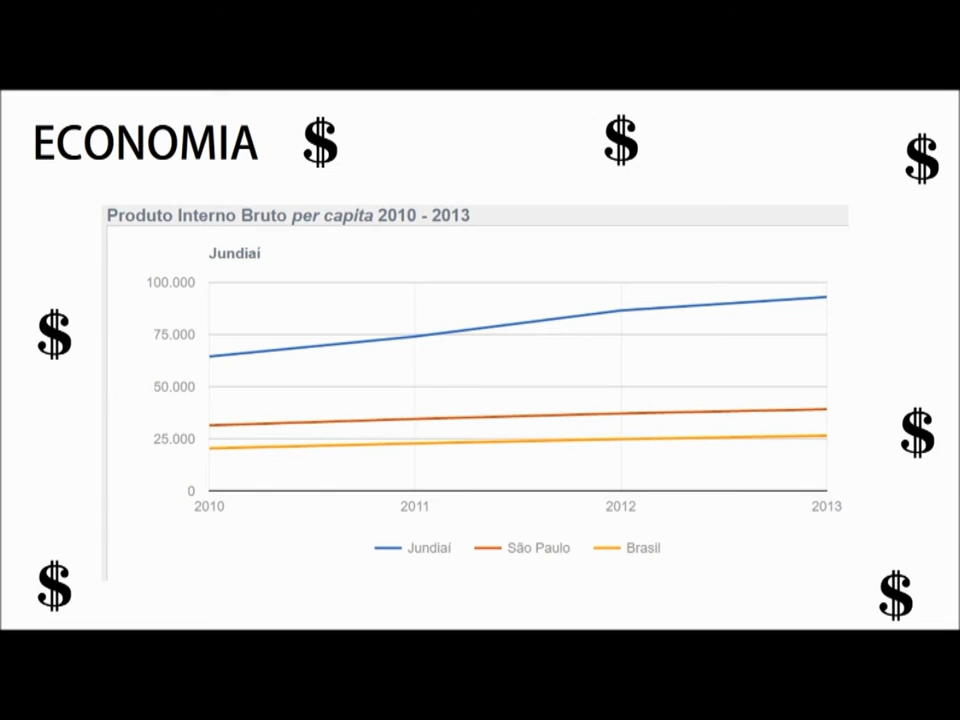 ECONOMIA $ $ $
Produto Interno Bruto per capita 2010 - 2013
Jundiaí
100.000
75.000
$
50.000
25.000
$
0
2010 2011 2012 2013
Jundiaí São Paulo Brasil
$ $